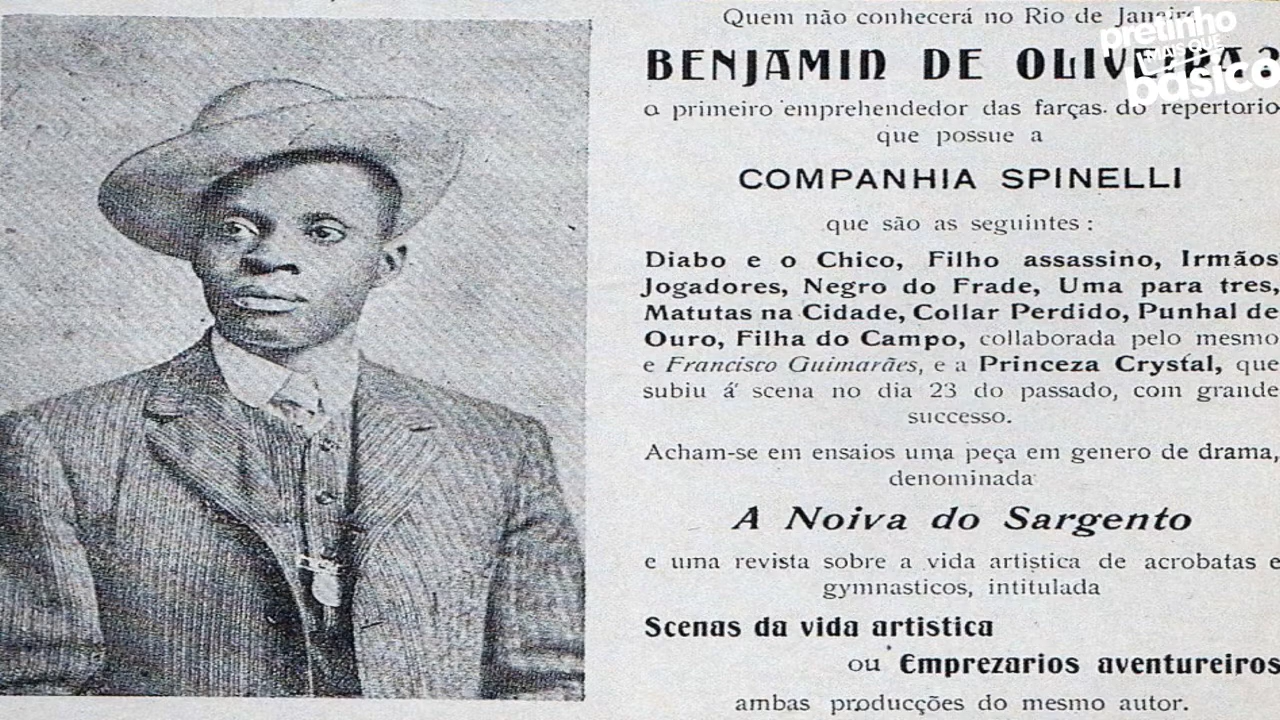 Quem não conhecerá no Rio de Janeiro
BENJAMIN DE OLIVEIRA?
o primeiro emprehendedor das farças do repertorio
que possue a
COMPANHIA SPINELLI
que são as seguintes:
Diabo e o Chico, Filho assassino, Irmãos
Jogadores, Negro do Frade, Uma para tres,
Matutas na Cidade, Collar Perdido, Punhal de
Ouro, Filha do Campo, collaborada pelo mesmo
e Francisco Guimarães, e a Princeza Crystal, que
subiu á scena no dia 23 do passado, com grande
successo.
Acham-se em ensaios uma peça em genero de drama,
denominada
A Noiva do Sargento
e uma revista sobre a vida artistica de acrobatas e
gymnasticos, intitulada
Scenas da vida artistica
ou Emprezarios aventureiros
ambas producções do mesmo autor.
pretinho
MAIS QUE
básico